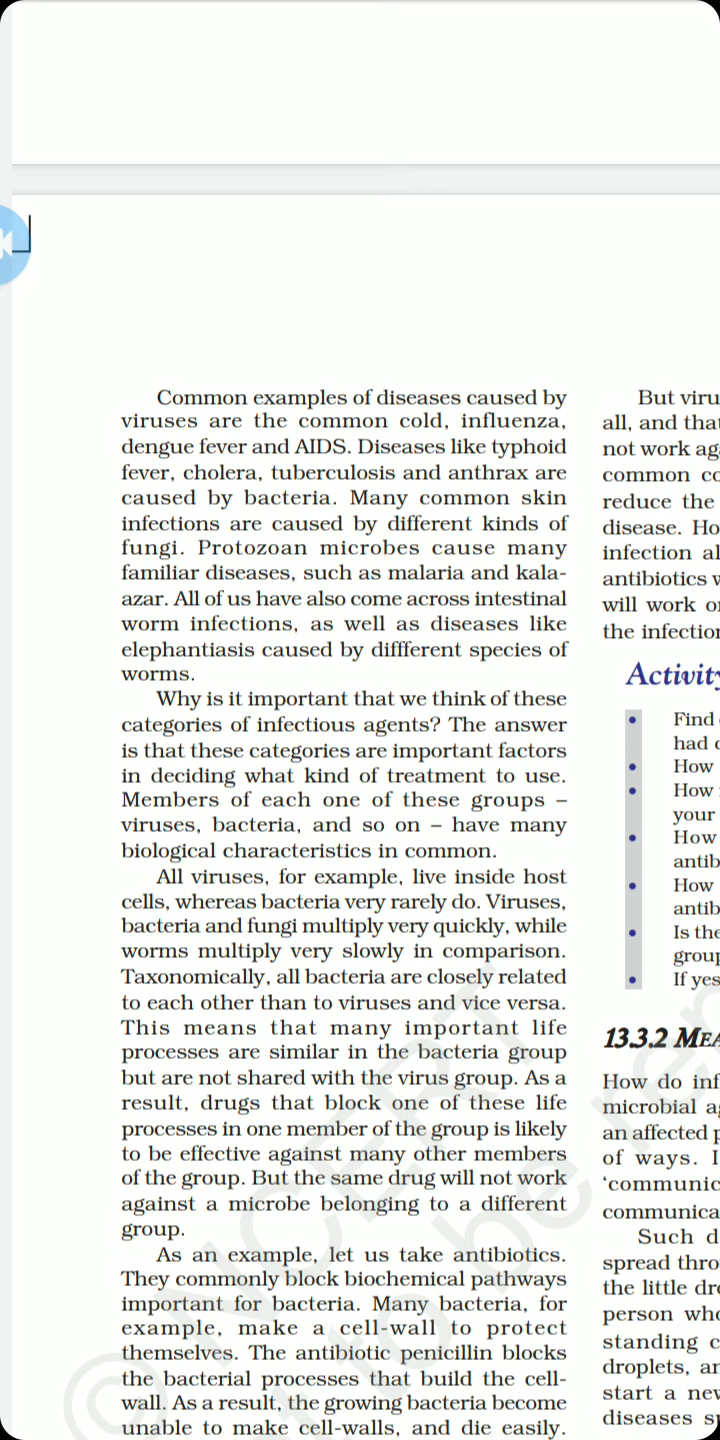 Common examples of diseases caused by
viruses are the common cold, influenza,
dengue fever and AIDS. Diseases like typhoid
fever, cholera, tuberculosis and anthrax are
caused by bacteria. Many common skin
infections are caused by different kinds of
fungi. Protozoan microbes cause many
familiar diseases, such as malaria and kala-
azar. All of us have also come across intestinal
worm infections, as well as diseases like
elephantiasis caused by diffferent species of
worms.
Why is it important that we think of these
categories of infectious agents? The answer
is that these categories are important factors
in deciding what kind of treatment to use.
Members of each one of these groups –
viruses, bacteria, and so on – have many
biological characteristics in common.
All viruses, for example, live inside host
cells, whereas bacteria very rarely do. Viruses,
bacteria and fungi multiply very quickly, while
worms multiply very slowly in comparison.
Taxonomically, all bacteria are closely related
to each other than to viruses and vice versa.
This means that many important life
processes are similar in the bacteria group
but are not shared with the virus group. As a
result, drugs that block one of these life
processes in one member of the group is likely
to be effective against many other members
of the group. But the same drug will not work
against a microbe belonging to a different
group.
As an example, let us take antibiotics.
They commonly block biochemical pathways
important for bacteria. Many bacteria, for
example, make a cell-wall to protect
themselves. The antibiotic penicillin blocks
the bacterial processes that build the cell-
wall. As a result, the growing bacteria become
unable to make cell-walls, and die easily.
But viru
all, and that
not work ag
common co
reduce the
disease. Ho
infection al
antibiotics w
will work o
the infection
Activity
• Find
had
• How
• How
your
• How
antib
• How
antib
• Is the
group
• If yes
13.3.2 MEA
How do inf
microbial ag
an affected p
of ways. I
‘communic
communica
Such d
spread thro
the little dro
person who
standing c
droplets, an
start a new
diseases sp
© NCERT
not to be rep